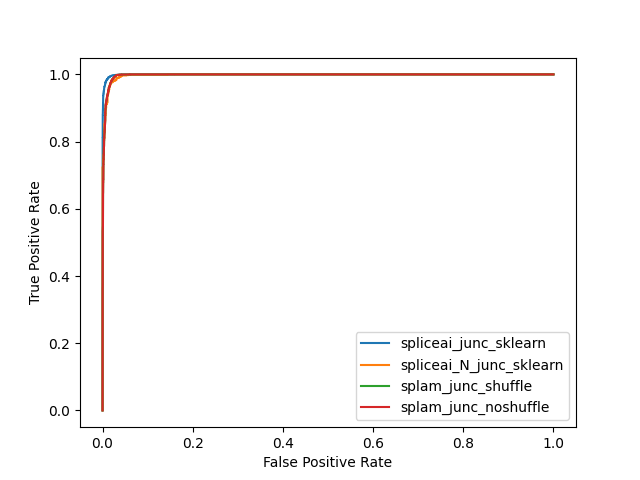 1.0
0.8
0.6
0.4
0.2
0.0
True Positive Rate
spliceai_junc_sklearn
spliceai_N_junc_sklearn
splam_junc_shuffle
splam_junc_noshuffle
0.0 0.2 0.4 0.6 0.8 1.0
False Positive Rate